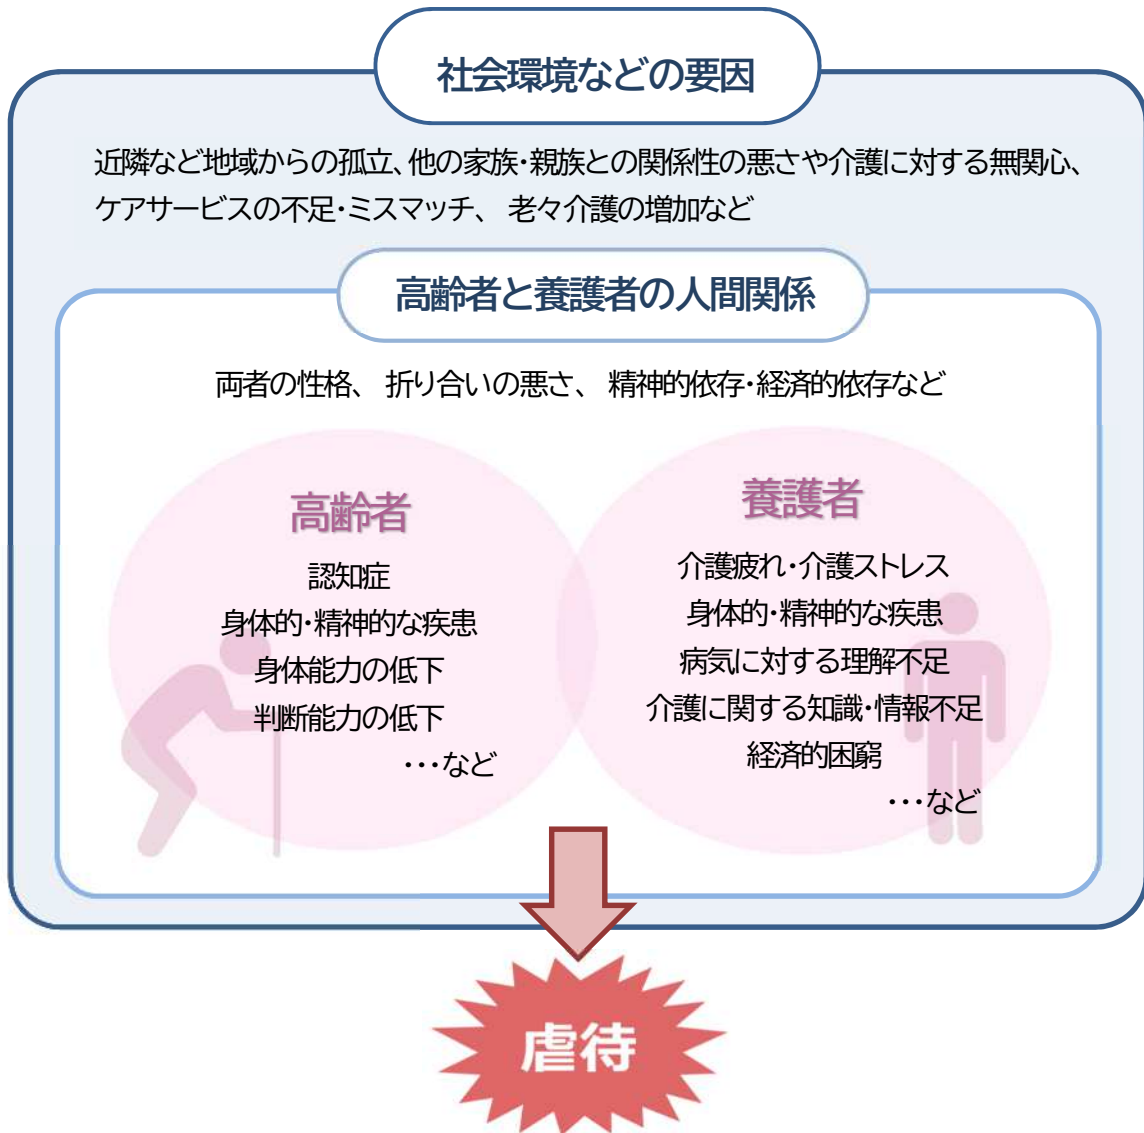 社会環境などの要因
近隣など地域からの孤立、他の家族・親族との関係性の悪さや介護に対する無関心、
ケアサービスの不足・ミスマッチ、 老々介護の増加など
高齢者と養護者の人間関係
両者の性格、 折り合いの悪さ、 精神的依存・経済的依存など
高齢者
認知症
身体的・精神的な疾患
身体能力の低下
判断能力の低下
・・・など
養護者
介護疲れ・介護ストレス
身体的・精神的な疾患
病気に対する理解不足
介護に関する知識・情報不足
経済的困窮
・・・など
虐待